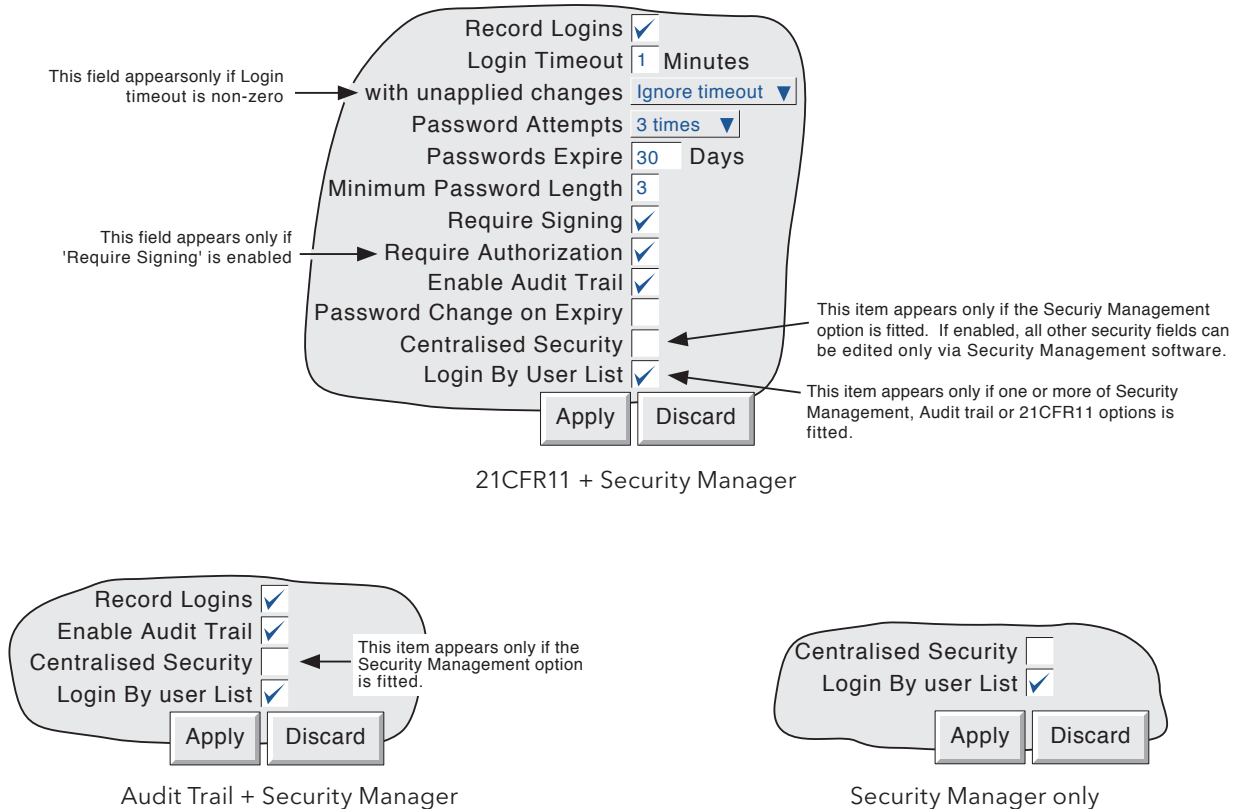 Record Logins
Login Timeout 1 Minutes
This field appearsonly if Login
timeout is non-zero
with unapplied changes Ignore timeout
Password Attempts 3 times
Passwords Expire 30 Days
Minimum Password Length 3
Require Signing
This field appears only if
'Require Signing' is enabled
Require Authorization
Enable Audit Trail
Password Change on Expiry
This item appears only if the Securiy Management
option is fitted. If enabled, all other security fields can
be edited only via Security Management software.
Centralised Security
Login By User List
This item appears only if one or more of Security
Management, Audit trail or 21CFR11 options is
fitted.
Apply Discard
21CFR11 + Security Manager
Record Logins
Enable Audit Trail
Centralised Security
This item appears only if the
Security Management option
is fitted.
Login By user List
Apply Discard
Audit Trail + Security Manager
Centralised Security
Login By user List
Apply Discard
Security Manager only